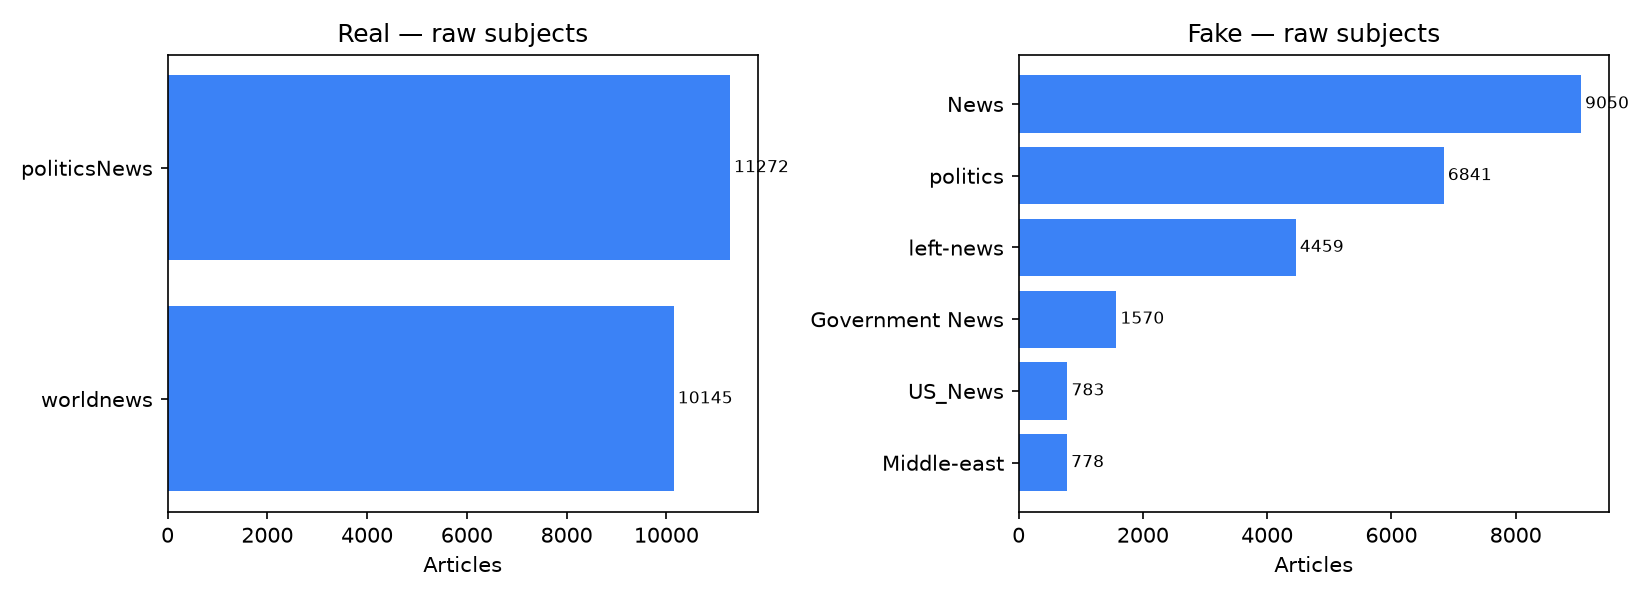 Real — raw subjects
politicsNews
11272
worldnews
10145
0 2000 4000 6000 8000 10000
Articles
Fake — raw subjects
News
9050
politics
6841
left-news
4459
Government News
1570
US_News
783
Middle-east
778
0 2000 4000 6000 8000
Articles